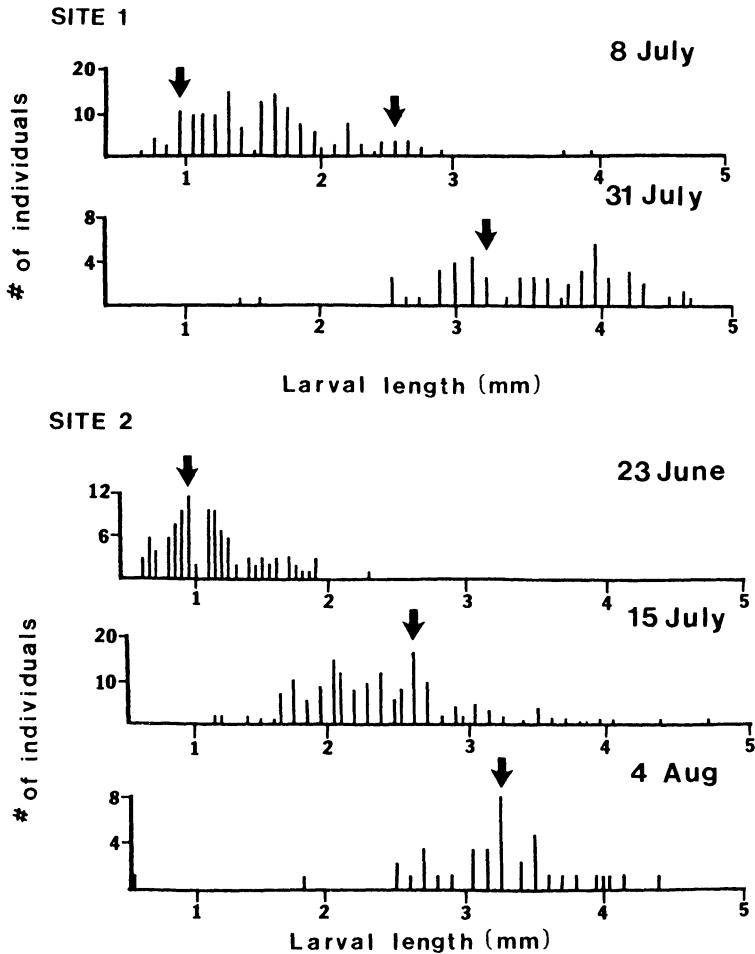 SITE 1
8 July
20
10
1 2 3 4 5
31 July
8
4
1 2 3 4 5
# of individuals
Larval length (mm)
SITE 2
23 June
12
6
1 2 3 4 5
15 July
20
10
1 2 3 4 5
4 Aug
8
4
1 2 3 4 5
# of individuals
Larval length (mm)